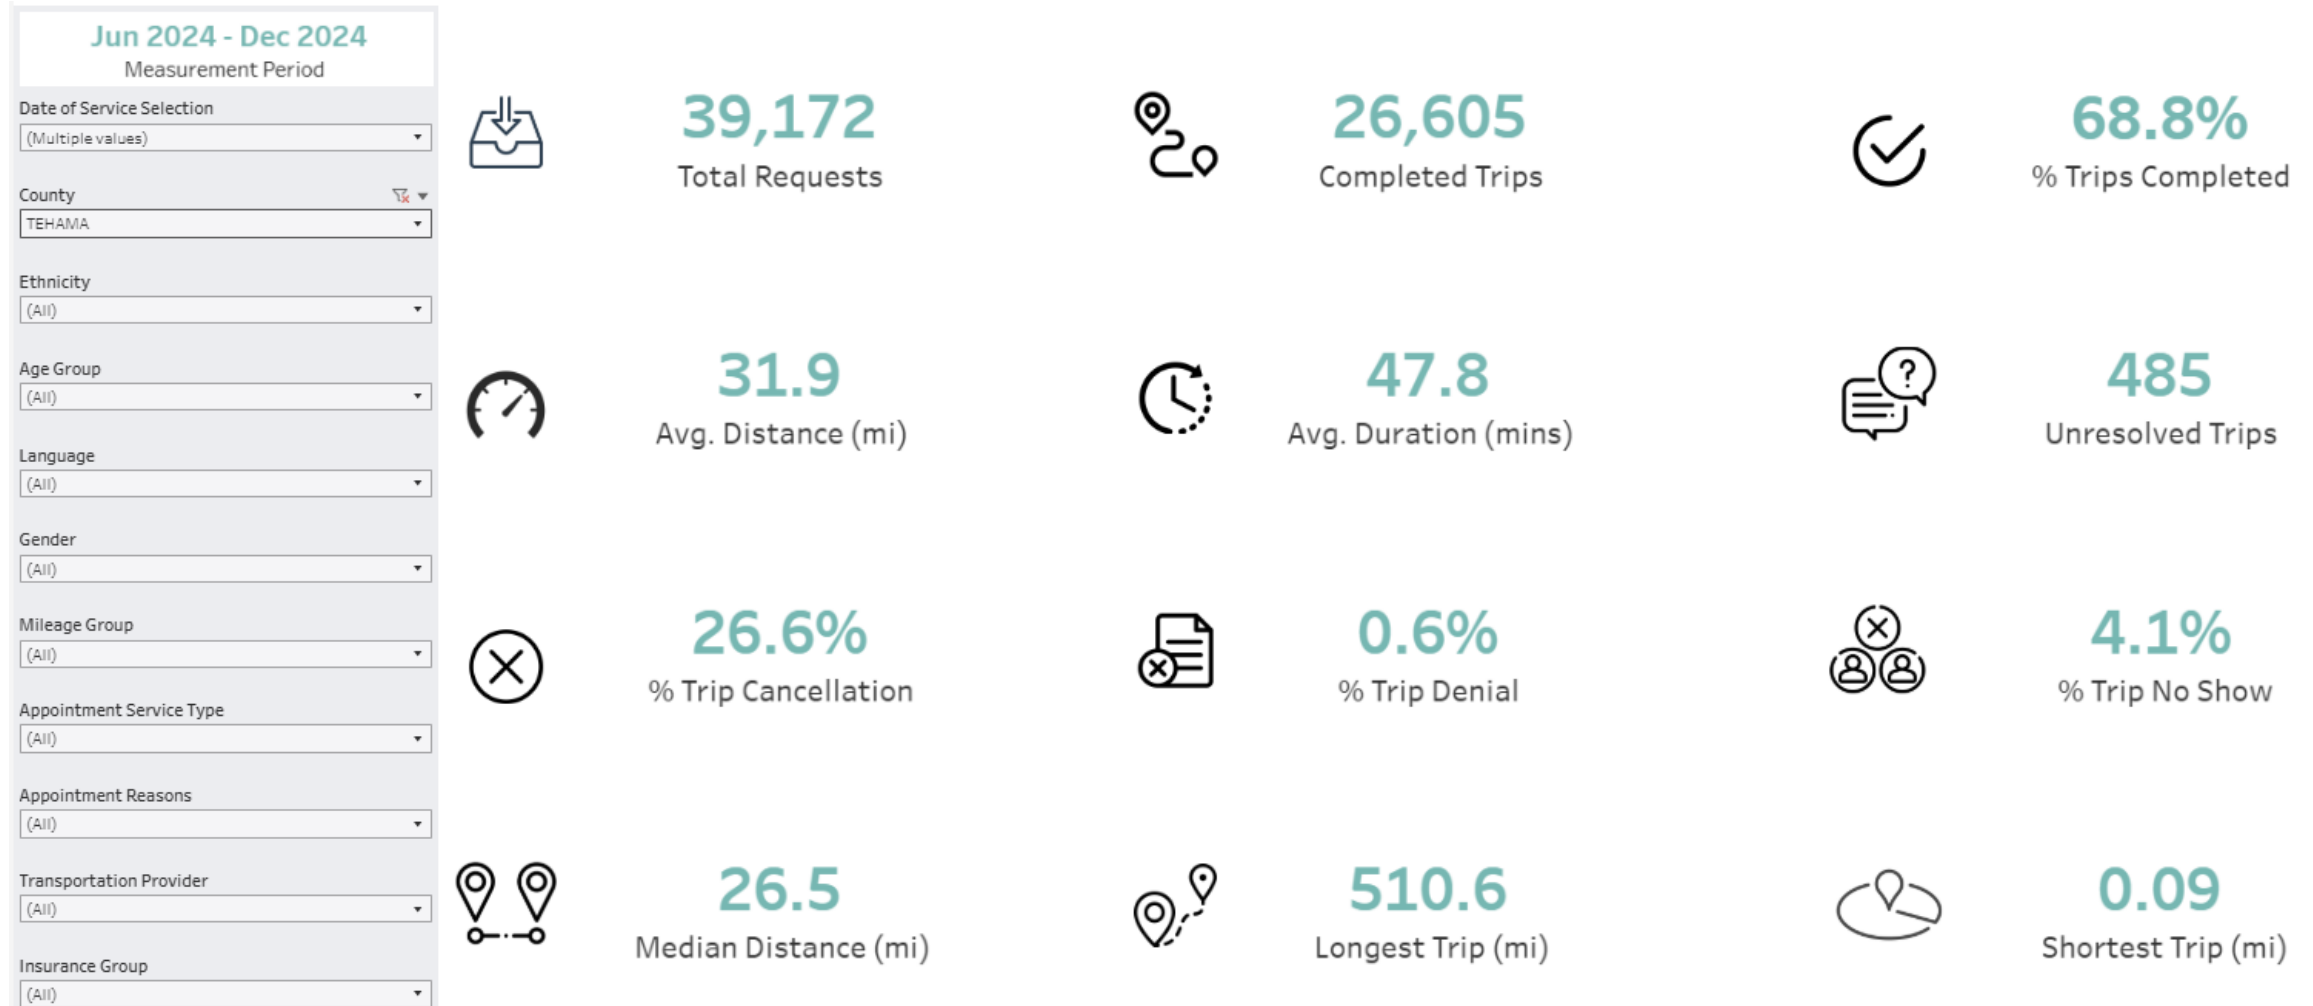 Jun 2024 - Dec 2024
Measurement Period
Date of Service Selection
(Multiple values)
County
TEHAMA
Ethnicity
(All)
Age Group
(All)
Language
(All)
Gender
(All)
Mileage Group
(All)
Appointment Service Type
(All)
Appointment Reasons
(All)
Transportation Provider
(All)
Insurance Group
(All)
39,172
Total Requests
26,605
Completed Trips
68.8%
% Trips Completed
31.9
Avg. Distance (mi)
47.8
Avg. Duration (mins)
?
485
Unresolved Trips
26.6%
% Trip Cancellation
0.6%
% Trip Denial
4.1%
% Trip No Show
26.5
Median Distance (mi)
510.6
Longest Trip (mi)
0.09
Shortest Trip (mi)